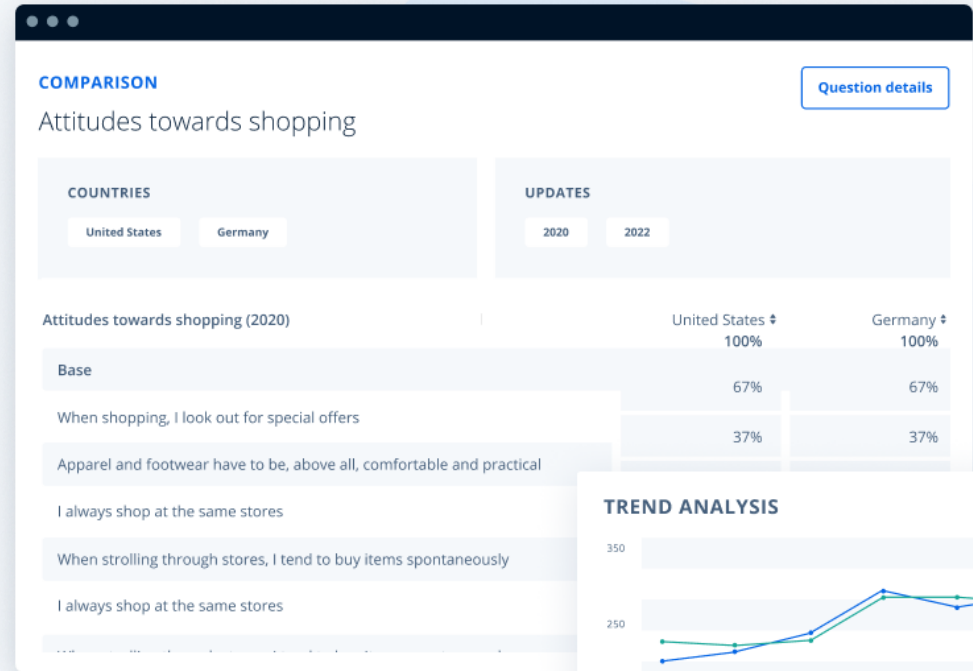 COMPARISON
Question details
Attitudes towards shopping
COUNTRIES
United States
Germany
UPDATES
2020
2022
Attitudes towards shopping (2020)
United States
100%
Germany
100%
Base
67%
67%
When shopping, I look out for special offers
37%
37%
Apparel and footwear have to be, above all, comfortable and practical
I always shop at the same stores
When strolling through stores, I tend to buy items spontaneously
I always shop at the same stores
TREND ANALYSIS
350
250